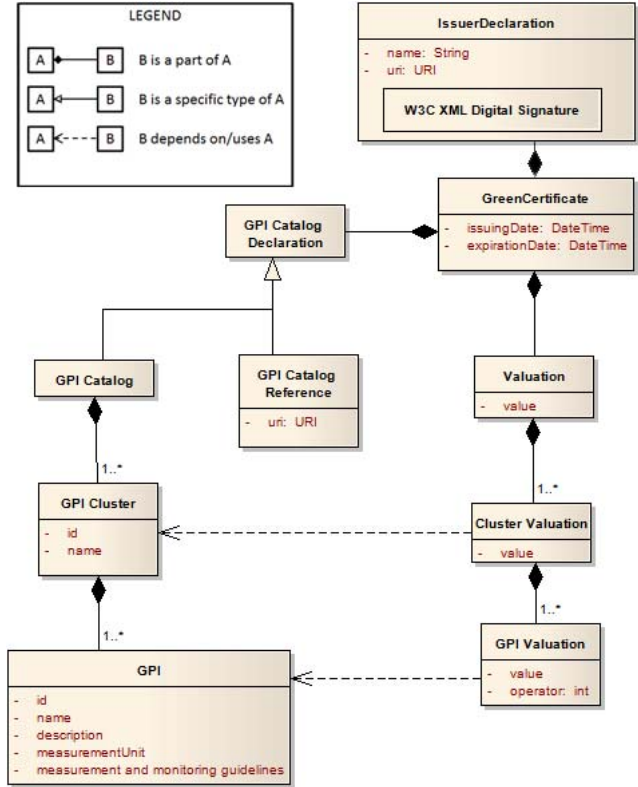 LEGEND
A B B is a part of A
A B B is a specific type of A
A B B depends on/uses A
IssuerDeclaration
- name: String
- uri: URI
W3C XML Digital Signature
GreenCertificate
- issuingDate: DateTime
- expirationDate: DateTime
GPI Catalog
Declaration
GPI Catalog
GPI Catalog
Reference
- uri: URI
Valuation
- value
1..*
1..*
GPI Cluster
- id
- name
Cluster Valuation
- value
1..*
1..*
GPI
- id
- name
- description
- measurementUnit
- measurement and monitoring guidelines
GPI Valuation
- value
- operator: int